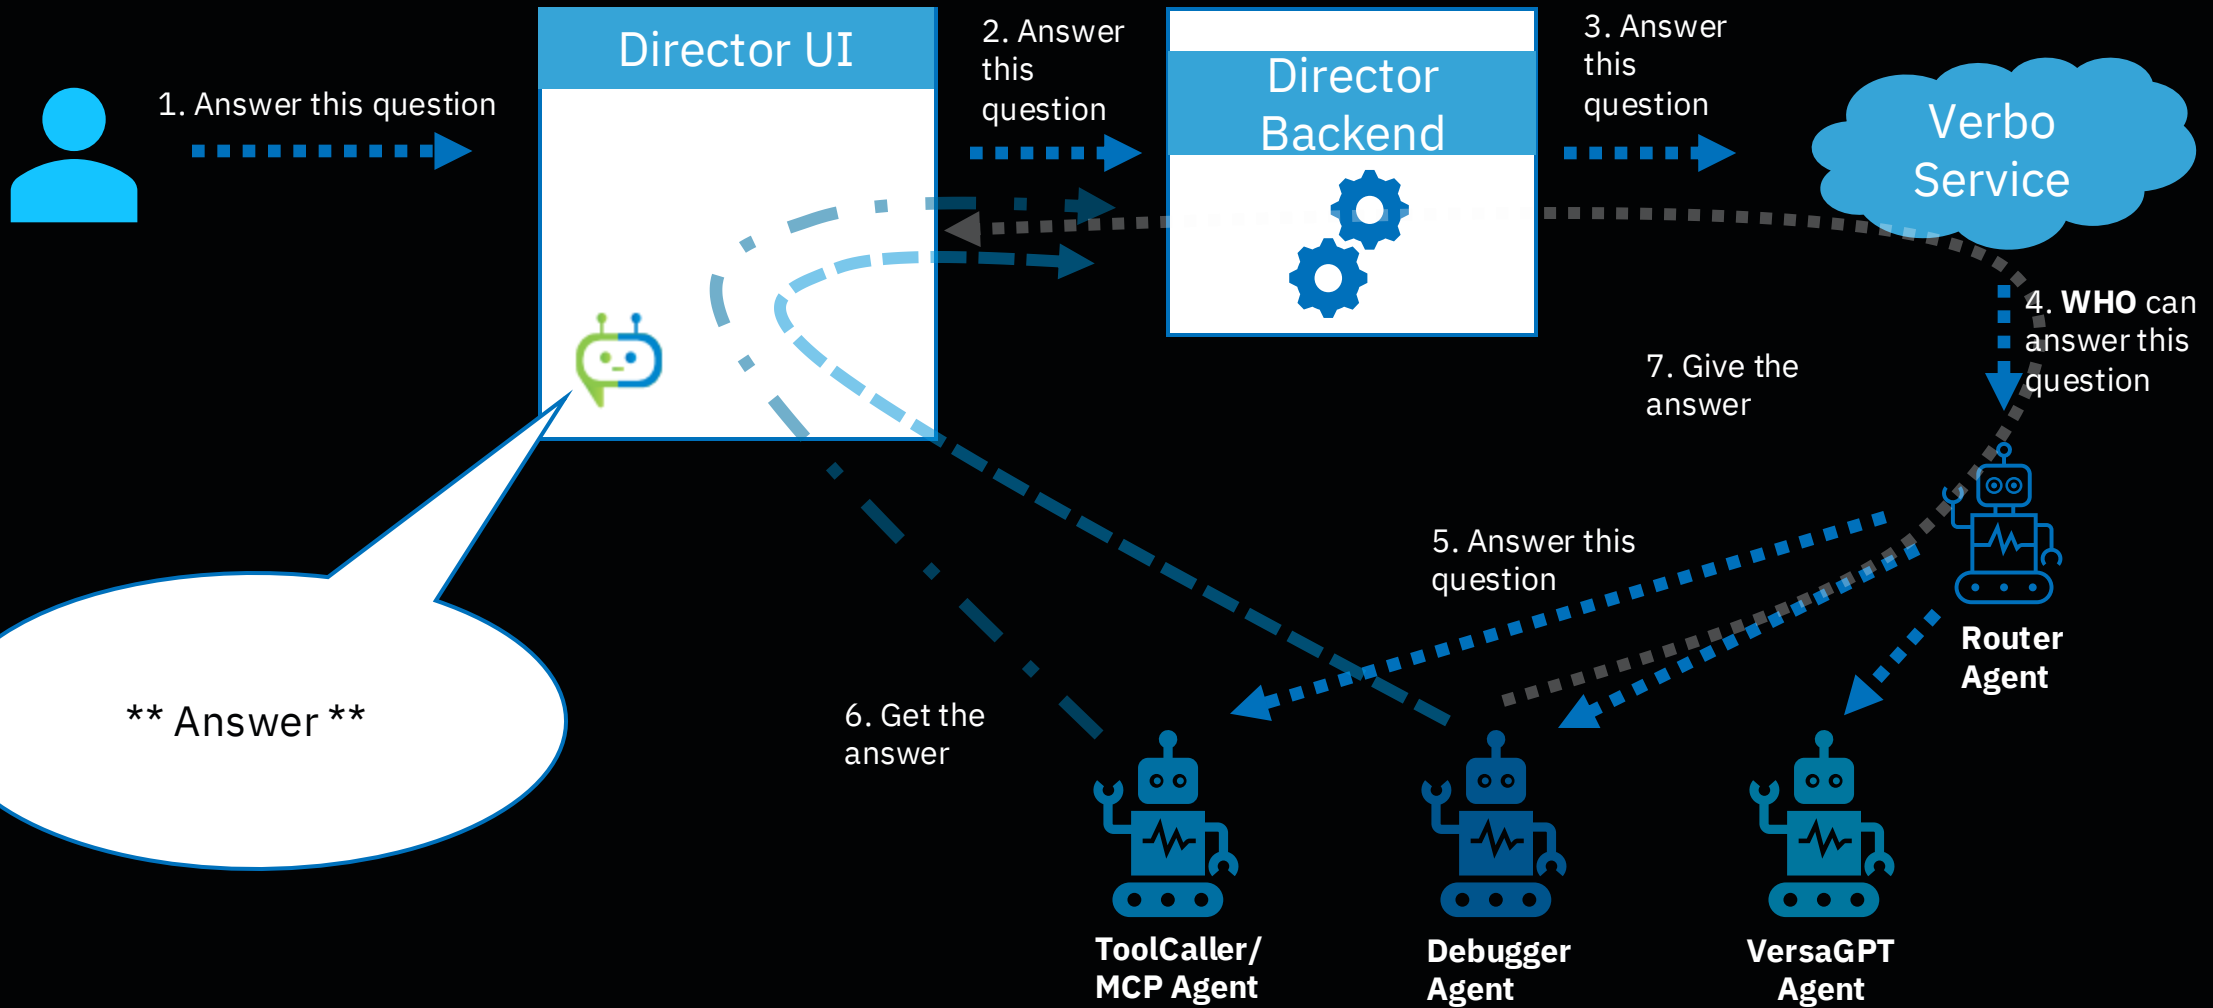 1. Answer this question
Director UI
2. Answer
this
question
Director
Backend
3. Answer
this
question
Verbo
Service
4. WHO can
answer this
question
7. Give the
answer
5. Answer this
question
Router
Agent
6. Get the
answer
** Answer **
ToolCaller/
MCP Agent
Debugger
Agent
VersaGPT
Agent